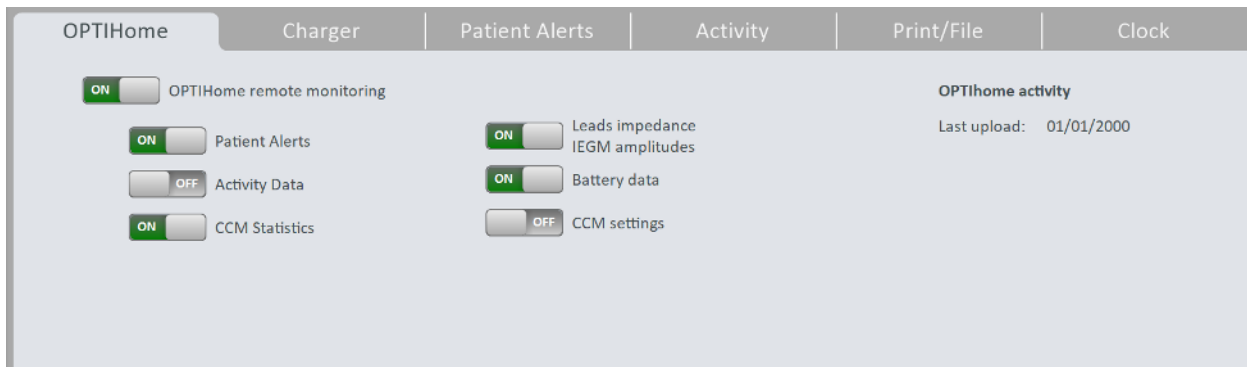 OPTIHome Charger Patient Alerts Activity Print/File Clock
ON OPTIHome remote monitoring
ON Patient Alerts
OFF Activity Data
ON CCM Statistics
ON Leads impedance
IEGM amplitudes
ON Battery data
OFF CCM settings
OPTIhome activity
Last upload: 01/01/2000